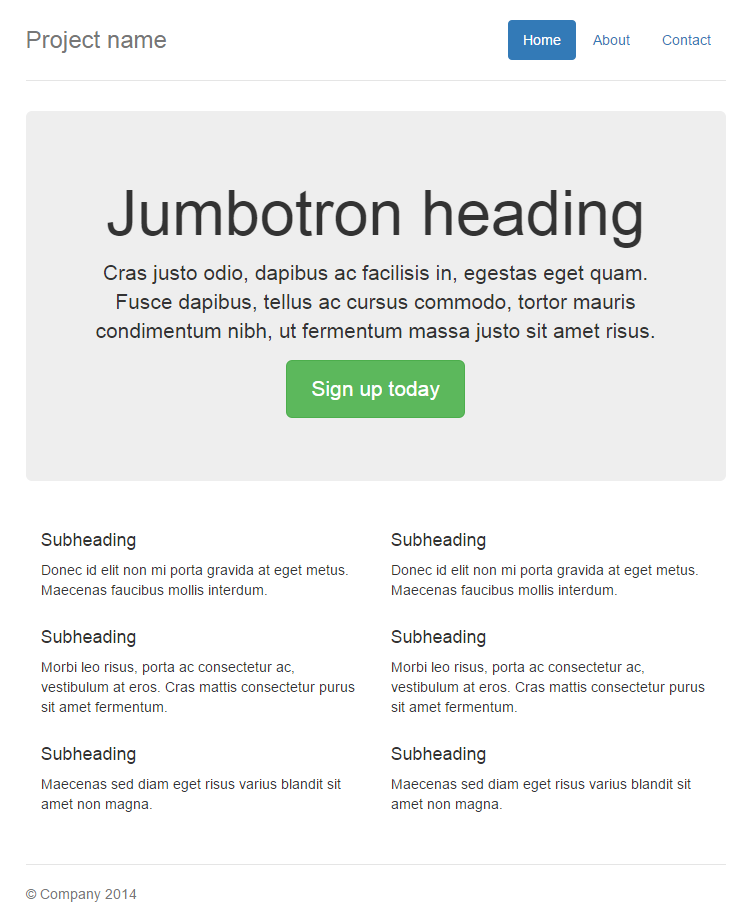 Project name
Home About Contact
Jumbotron heading
Cras justo odio, dapibus ac facilisis in, egestas eget quam.
Fusce dapibus, tellus ac cursus commodo, tortor mauris
condimentum nibh, ut fermentum massa justo sit amet risus.
Sign up today
Subheading
Donec id elit non mi porta gravida at eget metus.
Maecenas faucibus mollis interdum.
Subheading
Morbi leo risus, porta ac consectetur ac,
vestibulum at eros. Cras mattis consectetur purus
sit amet fermentum.
Subheading
Maecenas sed diam eget risus varius blandit sit
amet non magna.
Subheading
Donec id elit non mi porta gravida at eget metus.
Maecenas faucibus mollis interdum.
Subheading
Morbi leo risus, porta ac consectetur ac,
vestibulum at eros. Cras mattis consectetur purus
sit amet fermentum.
Subheading
Maecenas sed diam eget risus varius blandit sit
amet non magna.
© Company 2014